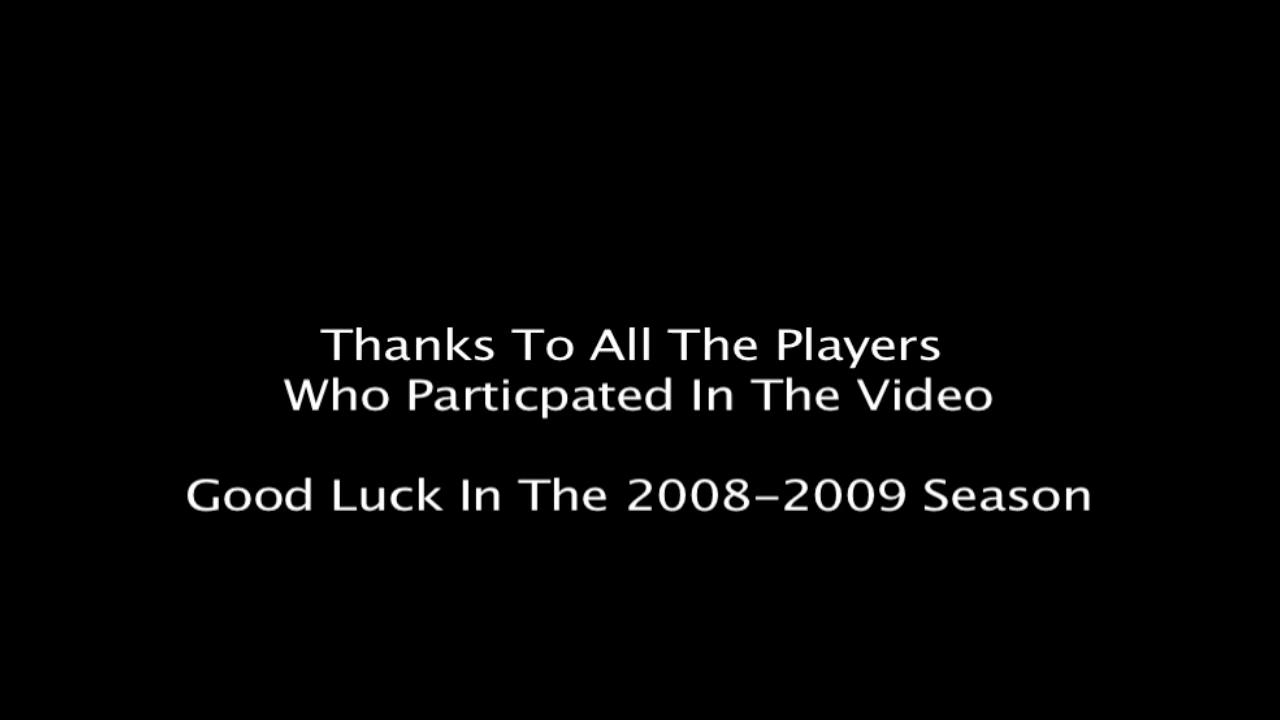 Thanks To All The Players
Who Particpated In The Video
Good Luck In The 2008–2009 Season